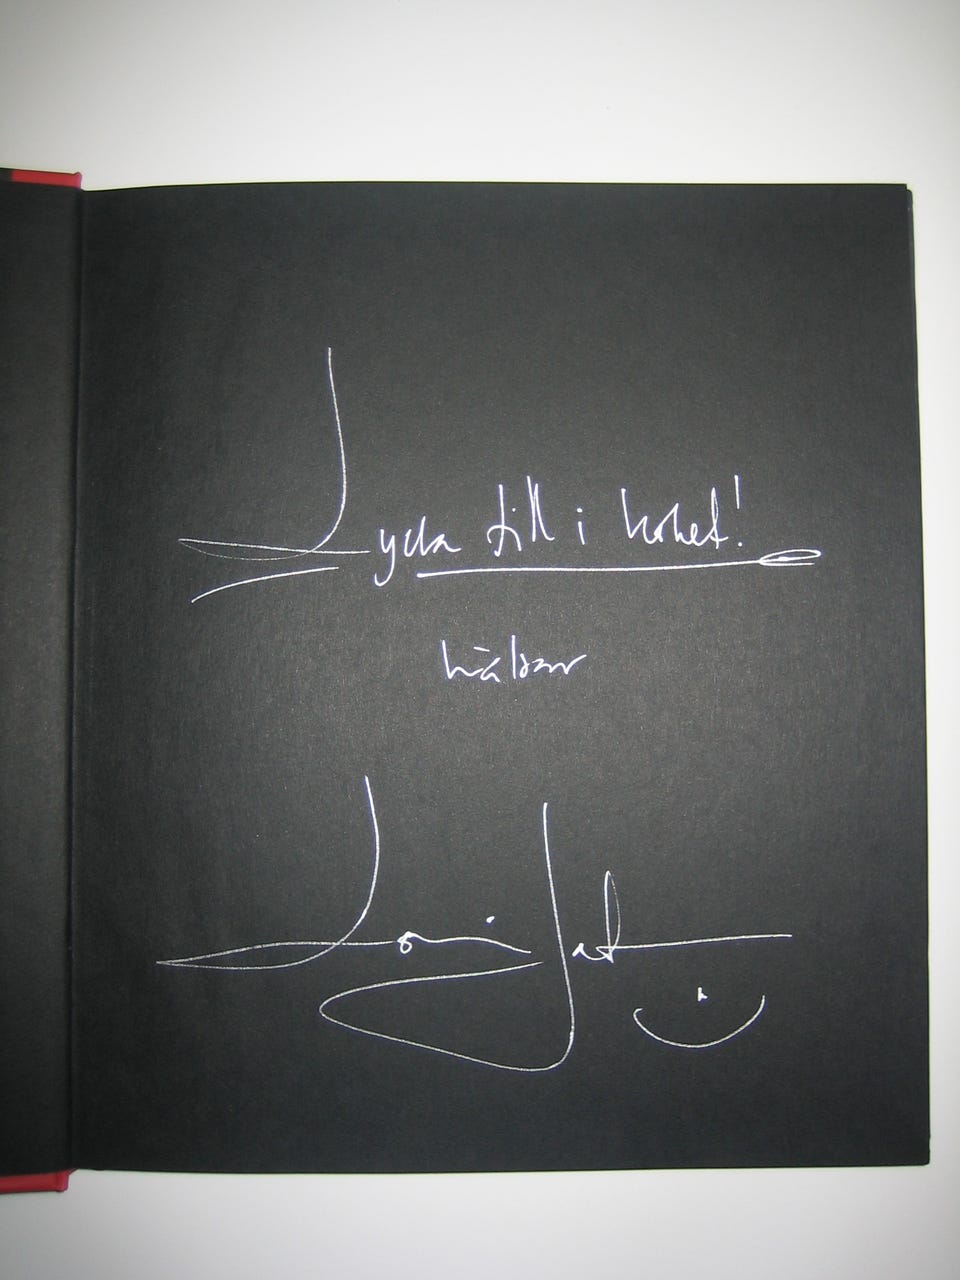 Lycka till i köket!
hälsar